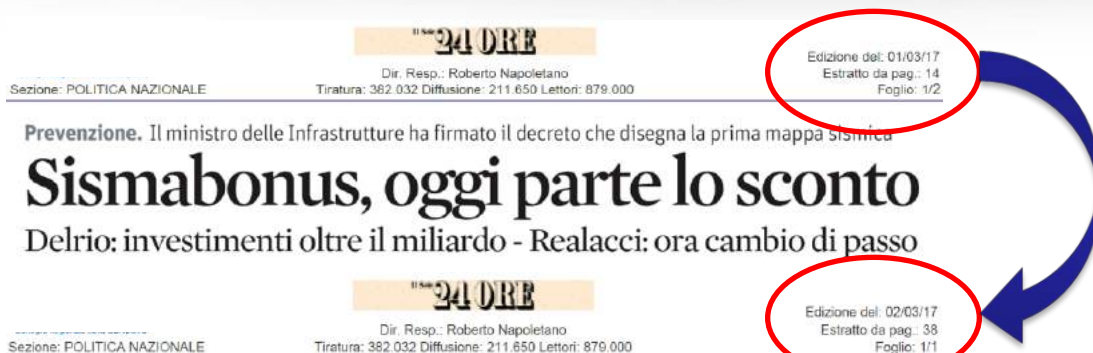 Il Sole 24 ORE
Edizione del: 01/03/17
Dir. Resp.: Roberto Napoletano
Estratto da pag.: 14
Sezione: POLITICA NAZIONALE
Tiratura: 382.032 Diffusione: 211.650 Lettori: 879.000
Foglio: 1/2
Prevenzione. Il ministro delle Infrastrutture ha firmato il decreto che disegna la prima mappa sismica
Sismabonus, oggi parte lo sconto
Delrio: investimenti oltre il miliardo - Realacci: ora cambio di passo
Il Sole 24 ORE
Edizione del: 02/03/17
Dir. Resp.: Roberto Napoletano
Estratto da pag.: 38
Sezione: POLITICA NAZIONALE
Tiratura: 382.032 Diffusione: 211.650 Lettori: 879.000
Foglio: 1/1